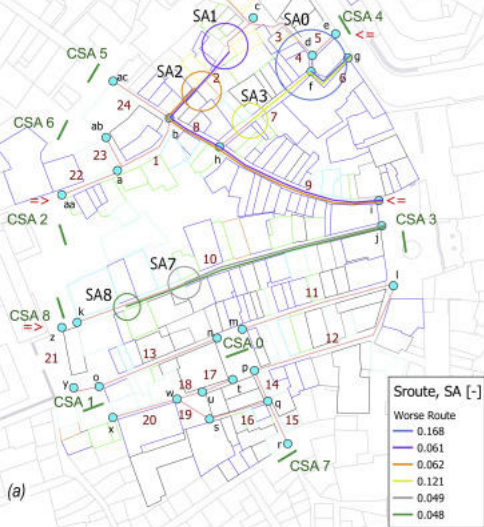 SA1
c
SA0
CSA 4
3
e
5
<=
CSA 5
d
4
g
2
6
f
ac
SA2
SA3
24
7
CSA 6
ab
b
8
h
23
1
a
22
9
aa
=>
i
<=
CSA 2
j
CSA 3
SA7
10
SA8
l
CSA 8
k
11
=>
z
m
n
12
21
13
CSA 0
y
o
p
17
14
18
t
CSA 1
w
u
q
x
20
19
s
16
15
r
CSA 7
(a)
Sroute, SA [-]
Worse Route
0.168
0.061
0.062
0.121
0.049
0.048